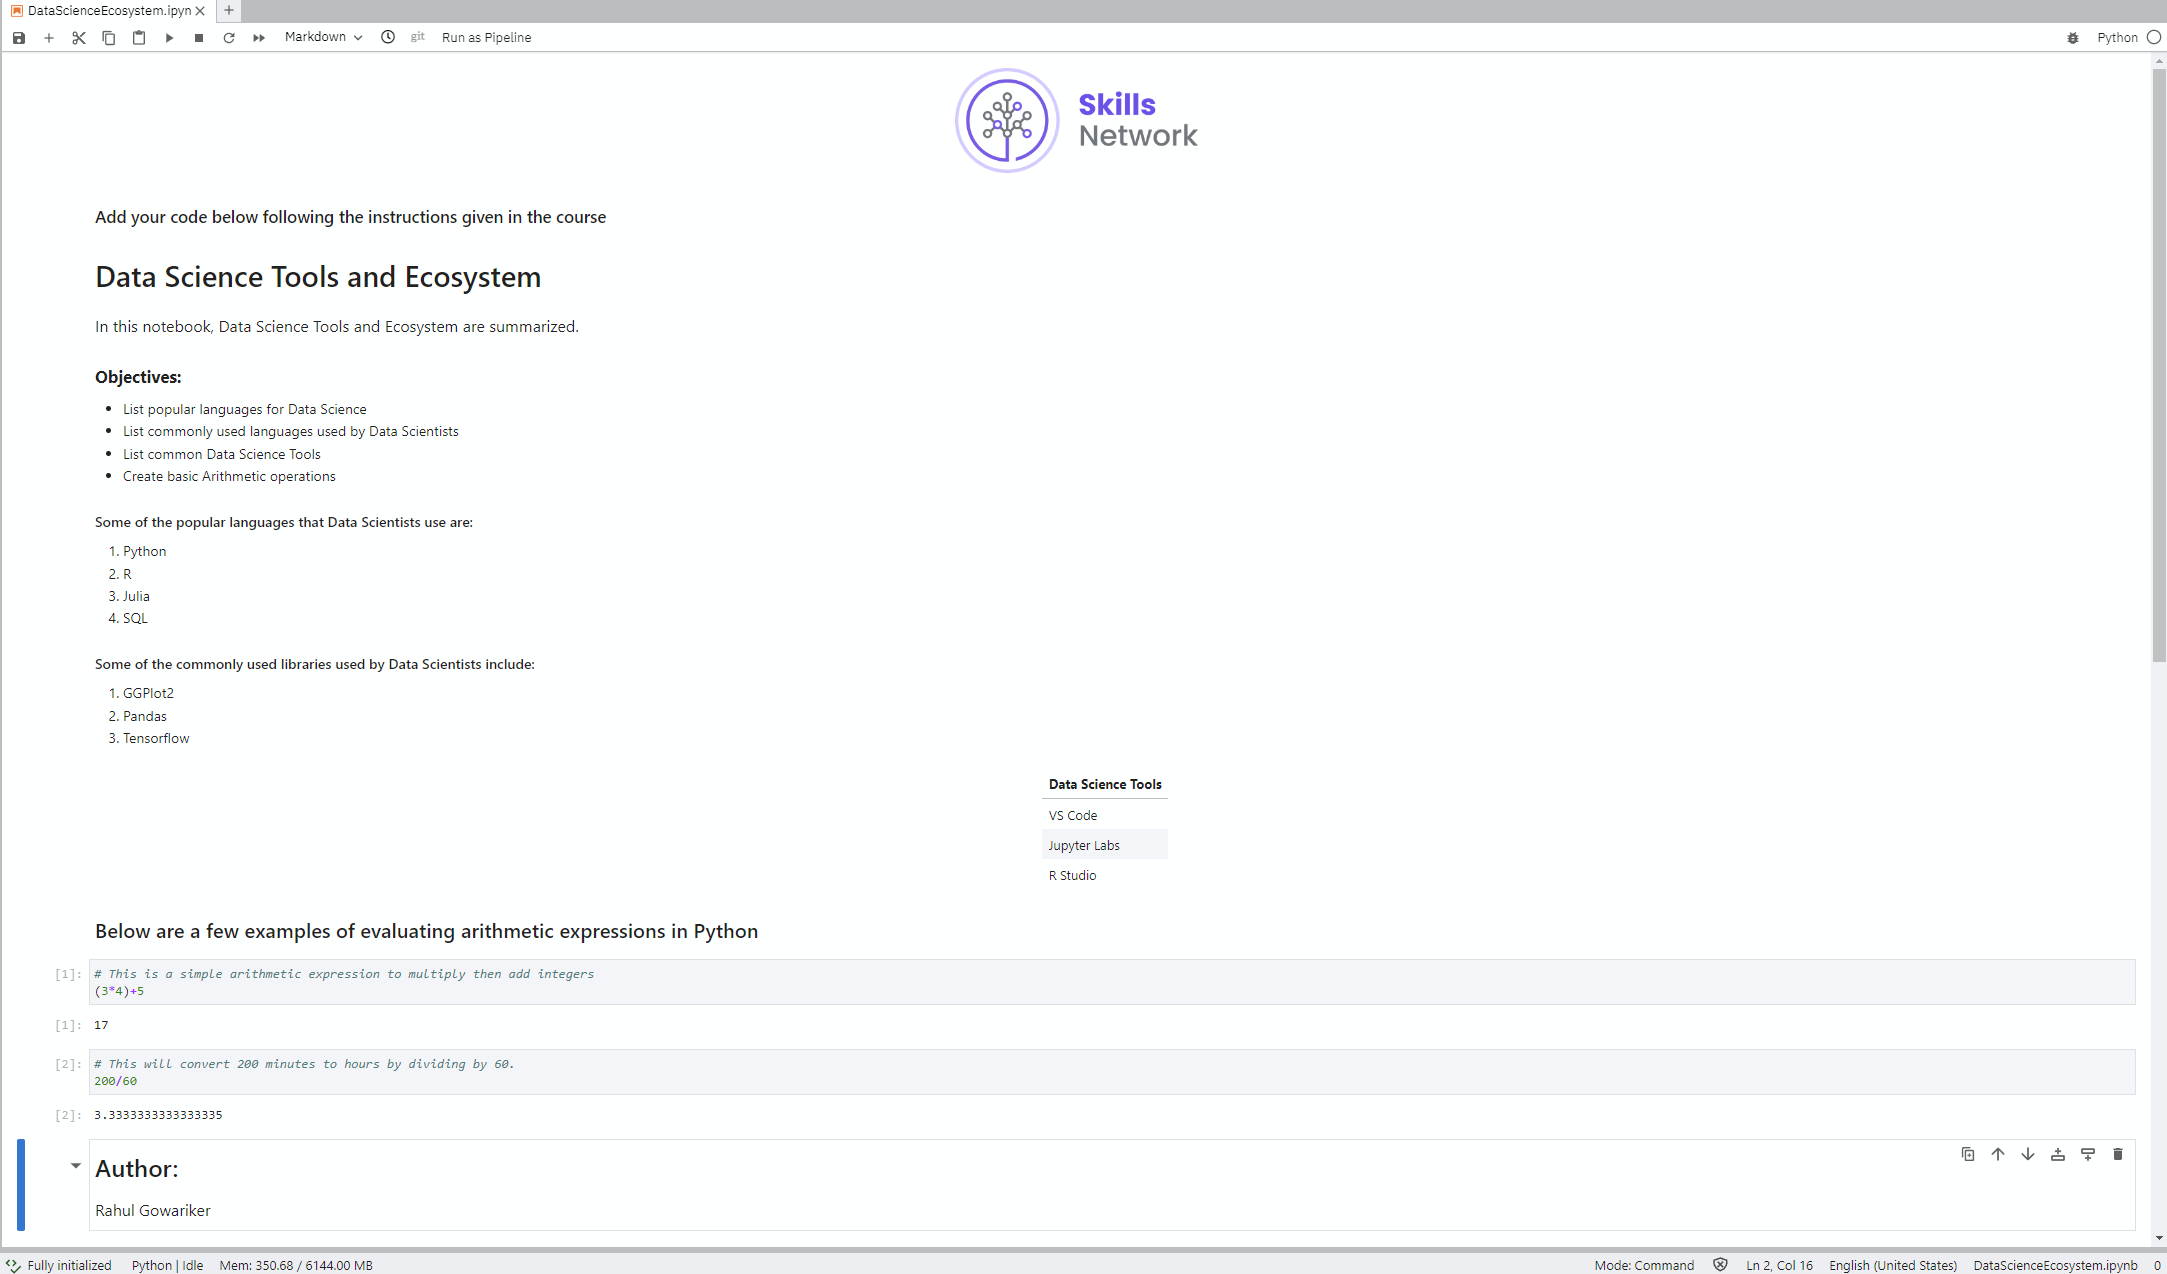 DataScienceEcosystem.ipyn
Markdown
git
Run as Pipeline
Python
Skills
Network
Add your code below following the instructions given in the course
Data Science Tools and Ecosystem
In this notebook, Data Science Tools and Ecosystem are summarized.
Objectives:
• List popular languages for Data Science
• List commonly used languages used by Data Scientists
• List common Data Science Tools
• Create basic Arithmetic operations
Some of the popular languages that Data Scientists use are:
1. Python
2. R
3. Julia
4. SQL
Some of the commonly used libraries used by Data Scientists include:
1. GGPlot2
2. Pandas
3. Tensorflow
Data Science Tools
VS Code
Jupyter Labs
R Studio
Below are a few examples of evaluating arithmetic expressions in Python
[1]: # This is a simple arithmetic expression to multiply then add integers
(3*4)+5
[1]: 17
[2]: # This will convert 200 minutes to hours by dividing by 60.
200/60
[2]: 3.3333333333333335
Author:
Rahul Gowariker
Fully initialized Python | Idle Mem: 350.68 / 6144.00 MB Mode: Command Ln 2, Col 16 English (United States) DataScienceEcosystem.ipynb 0